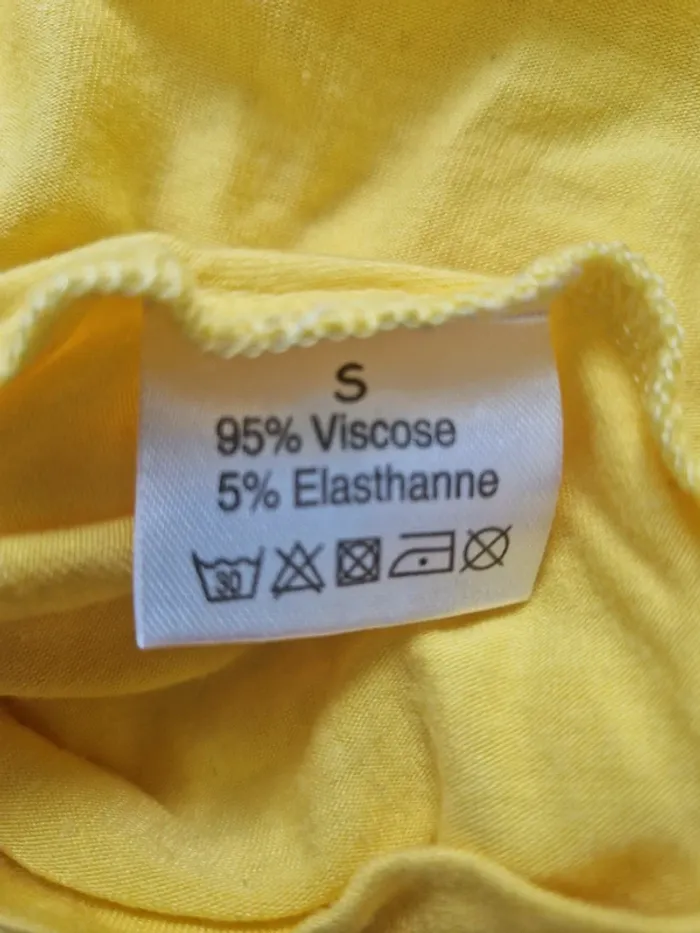 S
95% Viscose
5% Elasthanne
30